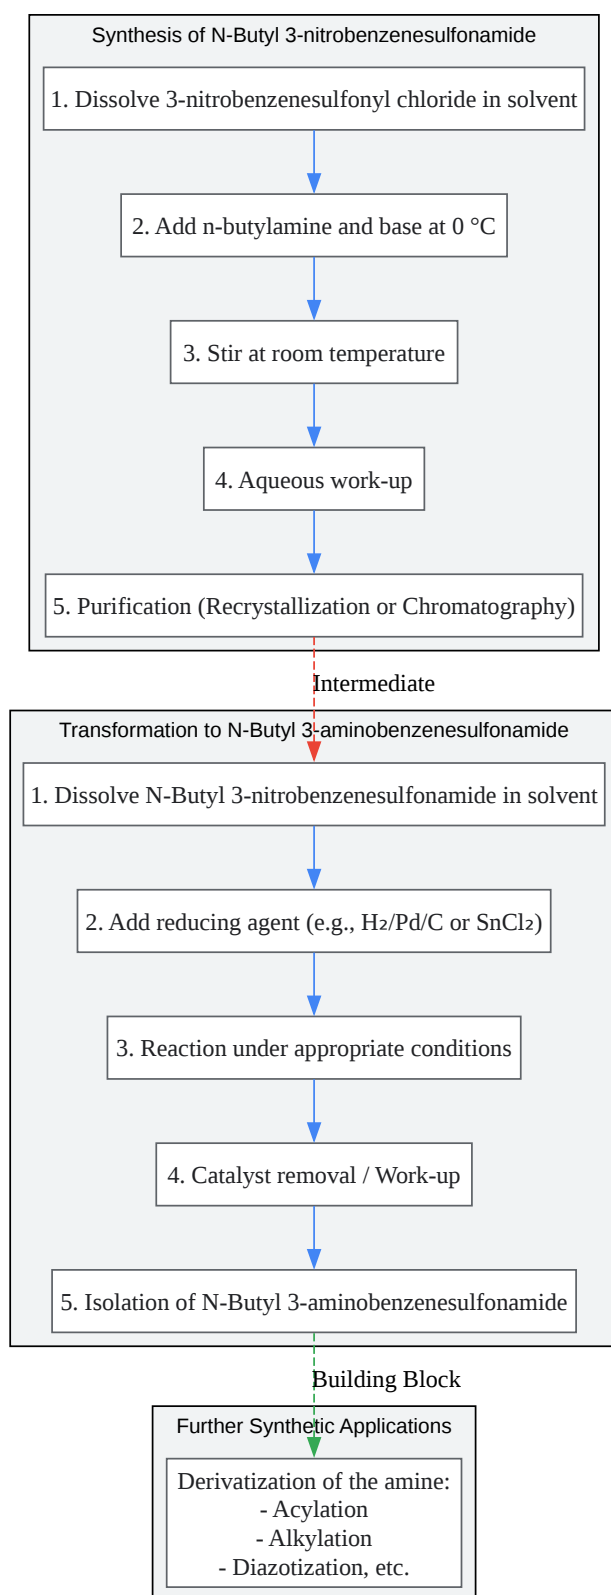 Synthesis of N-Butyl 3-nitrobenzenesulfonamide
1. Dissolve 3-nitrobenzenesulfonyl chloride in solvent
2. Add n-butylamine and base at 0 °C
3. Stir at room temperature
4. Aqueous work-up
5. Purification (Recrystallization or Chromatography)
Intermediate
Transformation to N-Butyl 3-aminobenzenesulfonamide
1. Dissolve N-Butyl 3-nitrobenzenesulfonamide in solvent
2. Add reducing agent (e.g., H₂/Pd/C or SnCl₂)
3. Reaction under appropriate conditions
4. Catalyst removal / Work-up
5. Isolation of N-Butyl 3-aminobenzenesulfonamide
Building Block
Further Synthetic Applications
Derivatization of the amine:
- Acylation
- Alkylation
- Diazotization, etc.